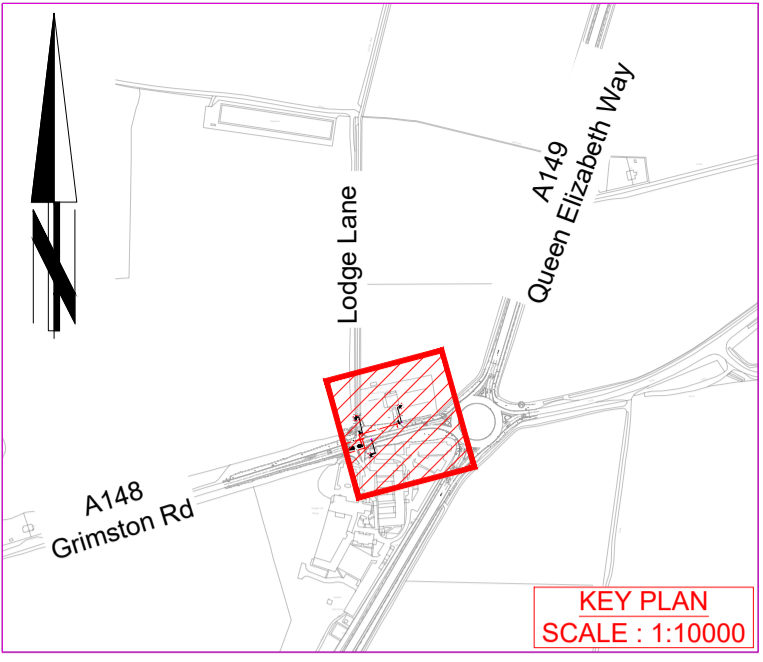 A149
Queen Elizabeth Way
Lodge Lane
A148
Grimston Rd
KEY PLAN
SCALE : 1:10000